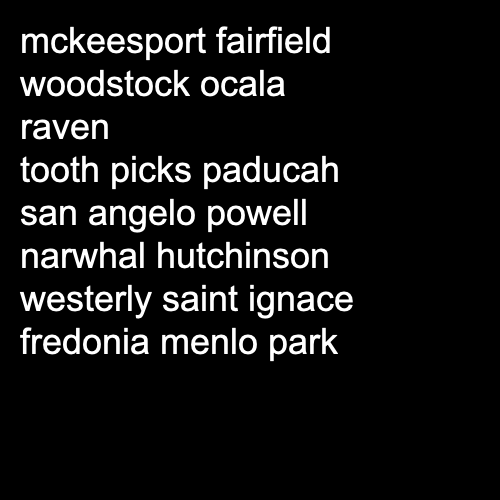 mckeesport fairfield
woodstock ocala
raven
tooth picks paducah
san angelo powell
narwhal hutchinson
westerly saint ignace
fredonia menlo park